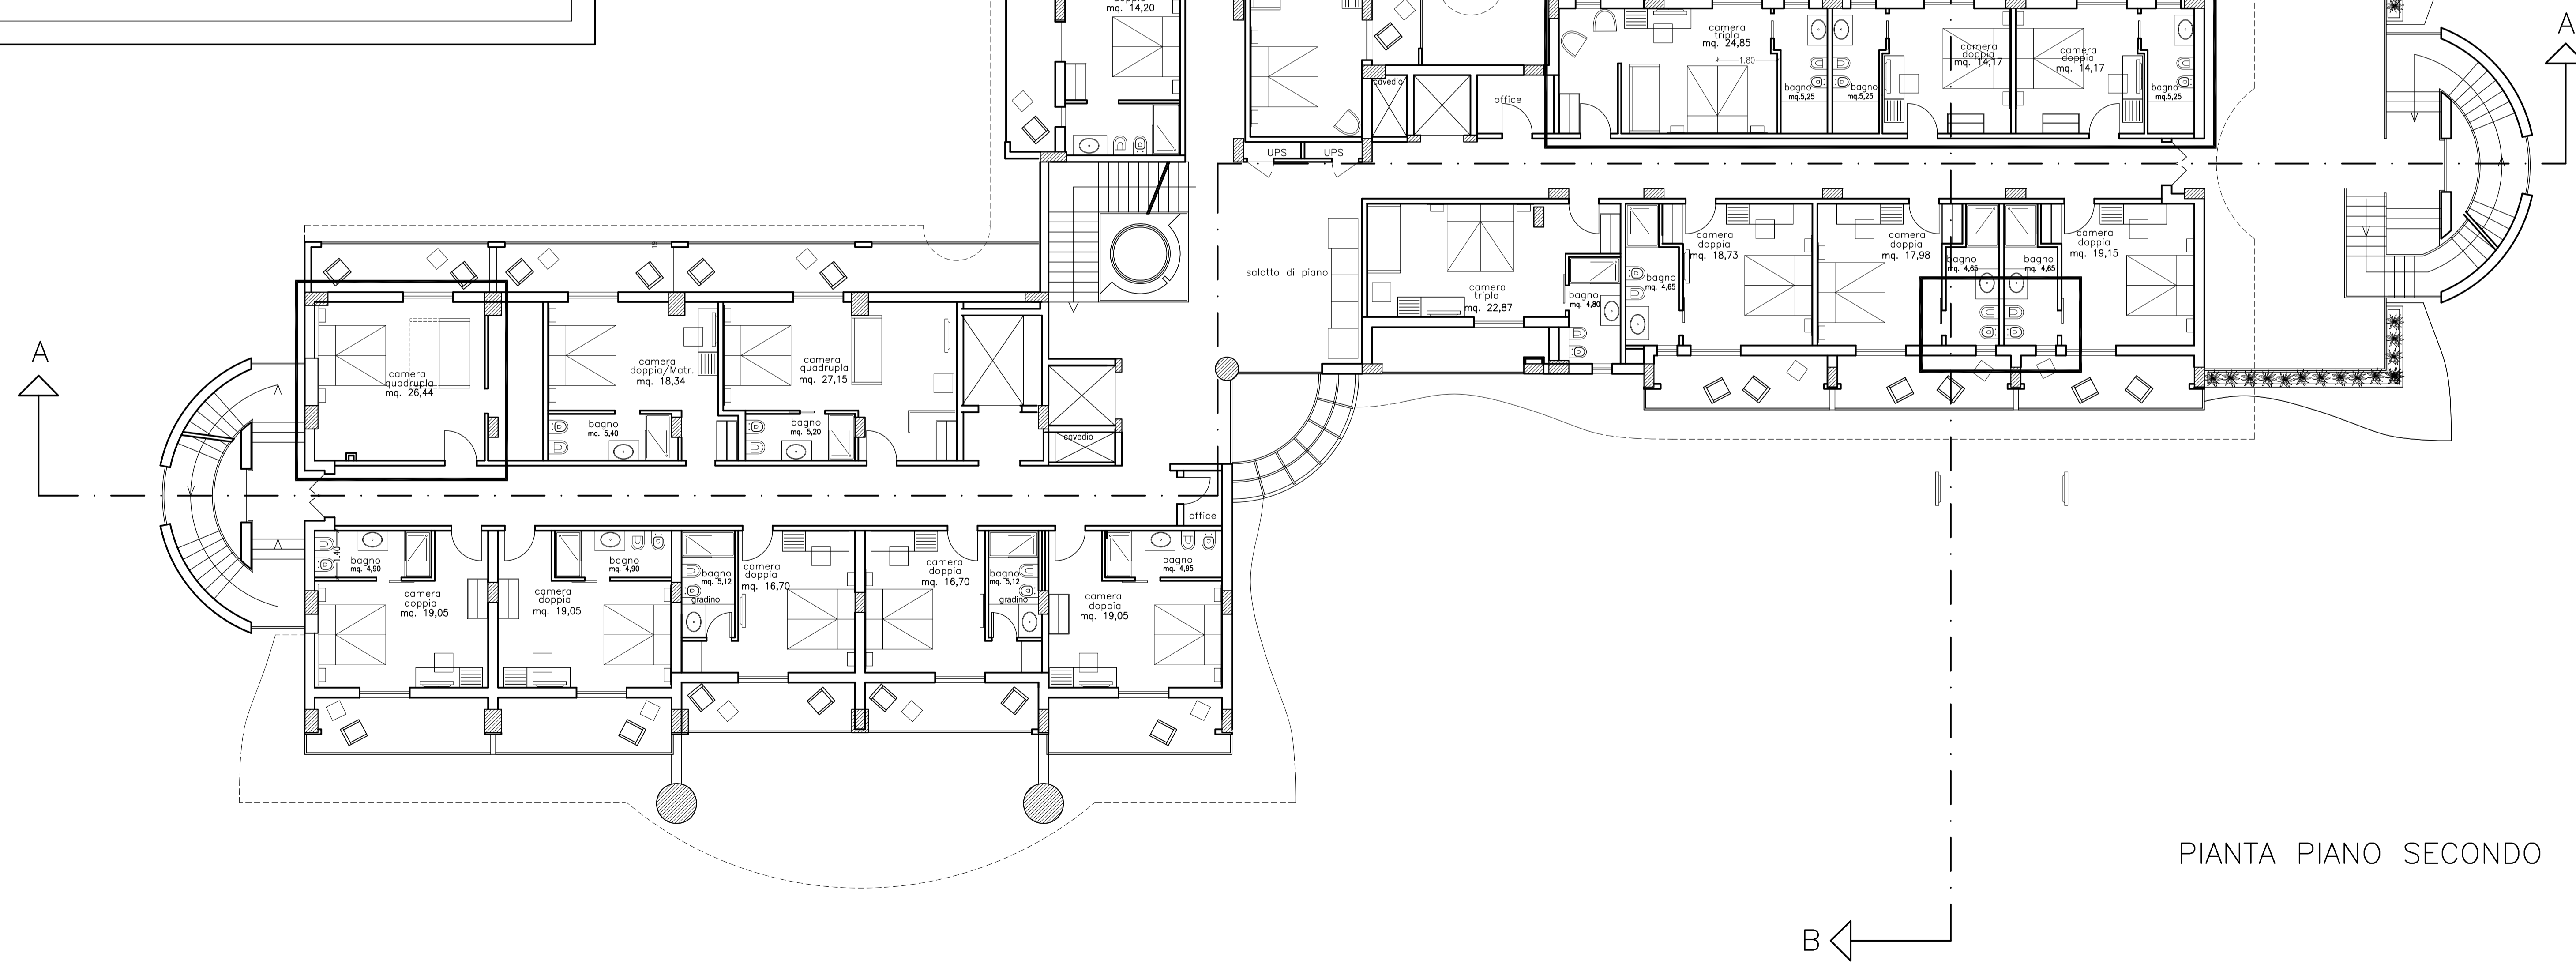 doppia
mq. 14,20
camera
tripla
mq. 24,85
1.80
bagno
mq.5,25
bagno
mq.5,25
camera
doppia
mq. 14,17
camera
doppia
mq. 14,17
bagno
mq.5,25
A
cavedio
office
UPS
UPS
salotto di piano
camera
tripla
mq. 22,87
bagno
mq. 4,80
bagno
mq. 4,65
camera
doppia
mq. 18,73
camera
doppia
mq. 17,98
bagno
mq. 4,65
bagno
mq. 4,65
camera
doppia
mq. 19,15
19
A
camera
quadrupla
mq. 26,44
camera
doppia/Matr.
mq. 18,34
camera
quadrupla
mq. 27,15
bagno
mq. 5,40
bagno
mq. 5,20
cavedio
office
bagno
mq. 4,90
1.40
camera
doppia
mq. 19,05
bagno
mq. 4,90
camera
doppia
mq. 19,05
bagno
mq. 5,12
gradino
camera
doppia
mq. 16,70
camera
doppia
mq. 16,70
bagno
mq. 5,12
gradino
bagno
mq. 4,95
camera
doppia
mq. 19,05
PIANTA PIANO SECONDO
B